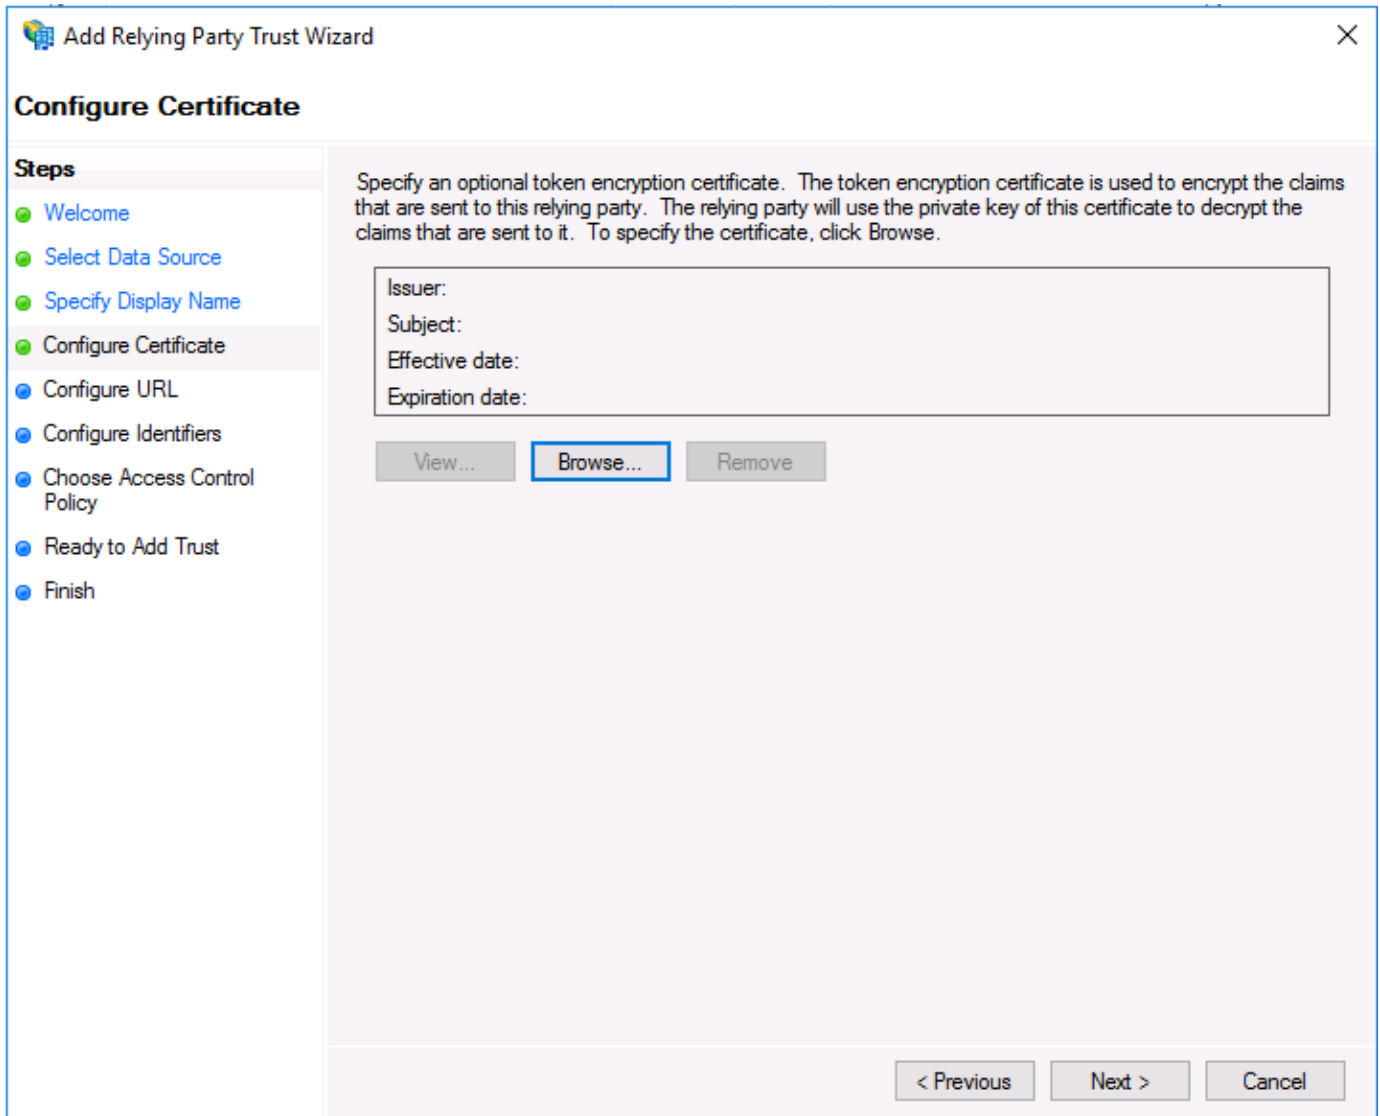 Add Relying Party Trust Wizard
Configure Certificate
Steps
Welcome
Select Data Source
Specify Display Name
Configure Certificate
Configure URL
Configure Identifiers
Choose Access Control
Policy
Ready to Add Trust
Finish
Specify an optional token encryption certificate.  The token encryption certificate is used to encrypt the claims
that are sent to this relying party.  The relying party will use the private key of this certificate to decrypt the
claims that are sent to it.  To specify the certificate, click Browse.
Issuer:
Subject:
Effective date:
Expiration date:
View...
Browse...
Remove
< Previous
Next >
Cancel